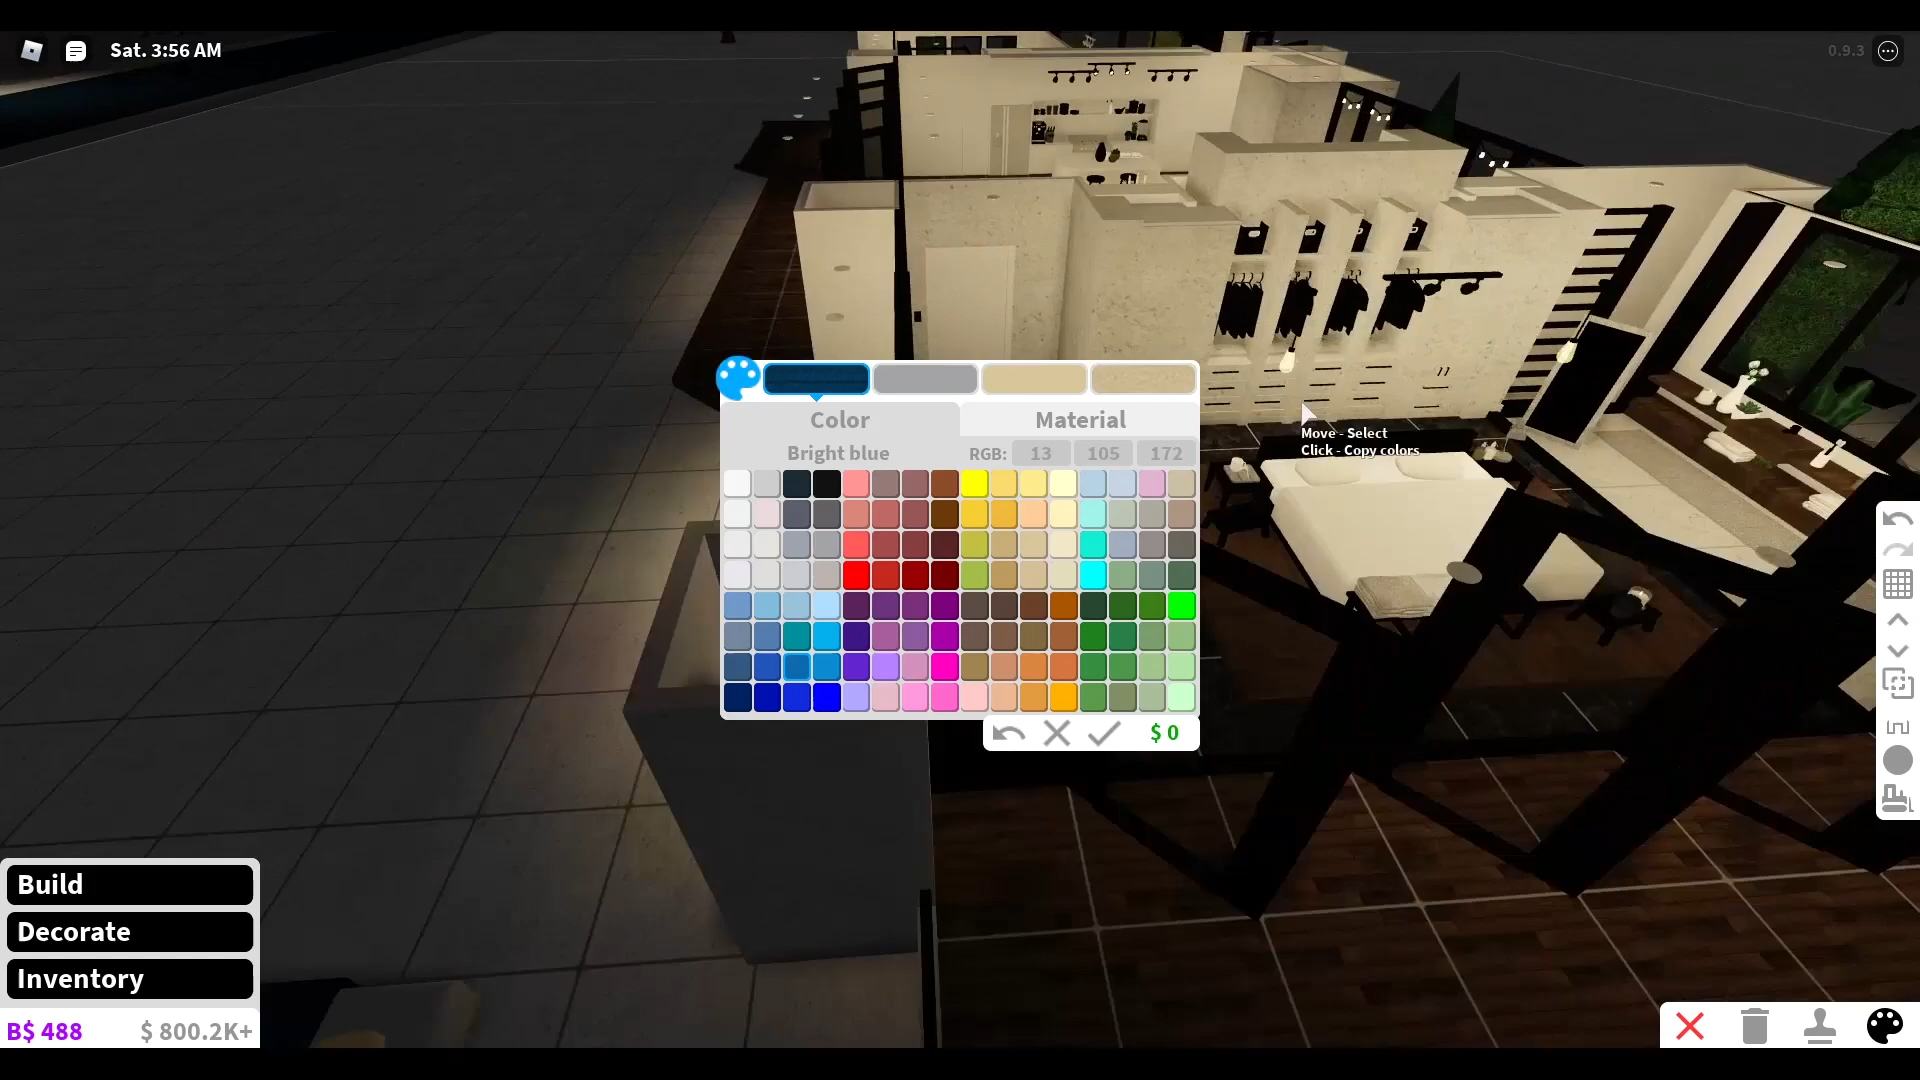 Sat. 3:56 AM
0.9.3
Color
Material
Bright blue
RGB: 13 105 172
Move - Select
Click - Copy colors
$ 0
Build
Decorate
Inventory
B$ 488
$ 800.2K+